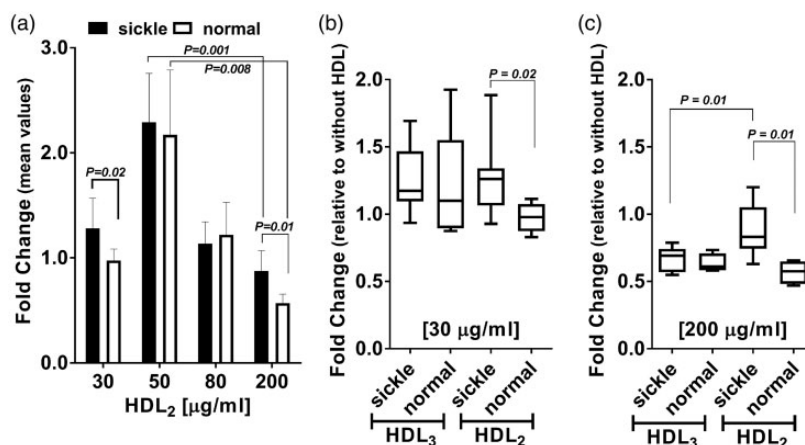 (a)
sickle normal
P=0.001
P=0.008
P=0.02
P=0.01
3.0
2.0
1.0
0.0
Fold Change (mean values)
30 50 80 200
HDL2 [μg/ml]
(b)
P = 0.02
2.0
1.5
1.0
0.5
0.0
Fold Change (relative to without HDL)
[30 μg/ml]
sickle normal sickle normal
HDL3 HDL2
(c)
P = 0.01
P = 0.01
2.0
1.5
1.0
0.5
0.0
Fold Change (relative to without HDL)
[200 μg/ml]
sickle normal sickle normal
HDL3 HDL2